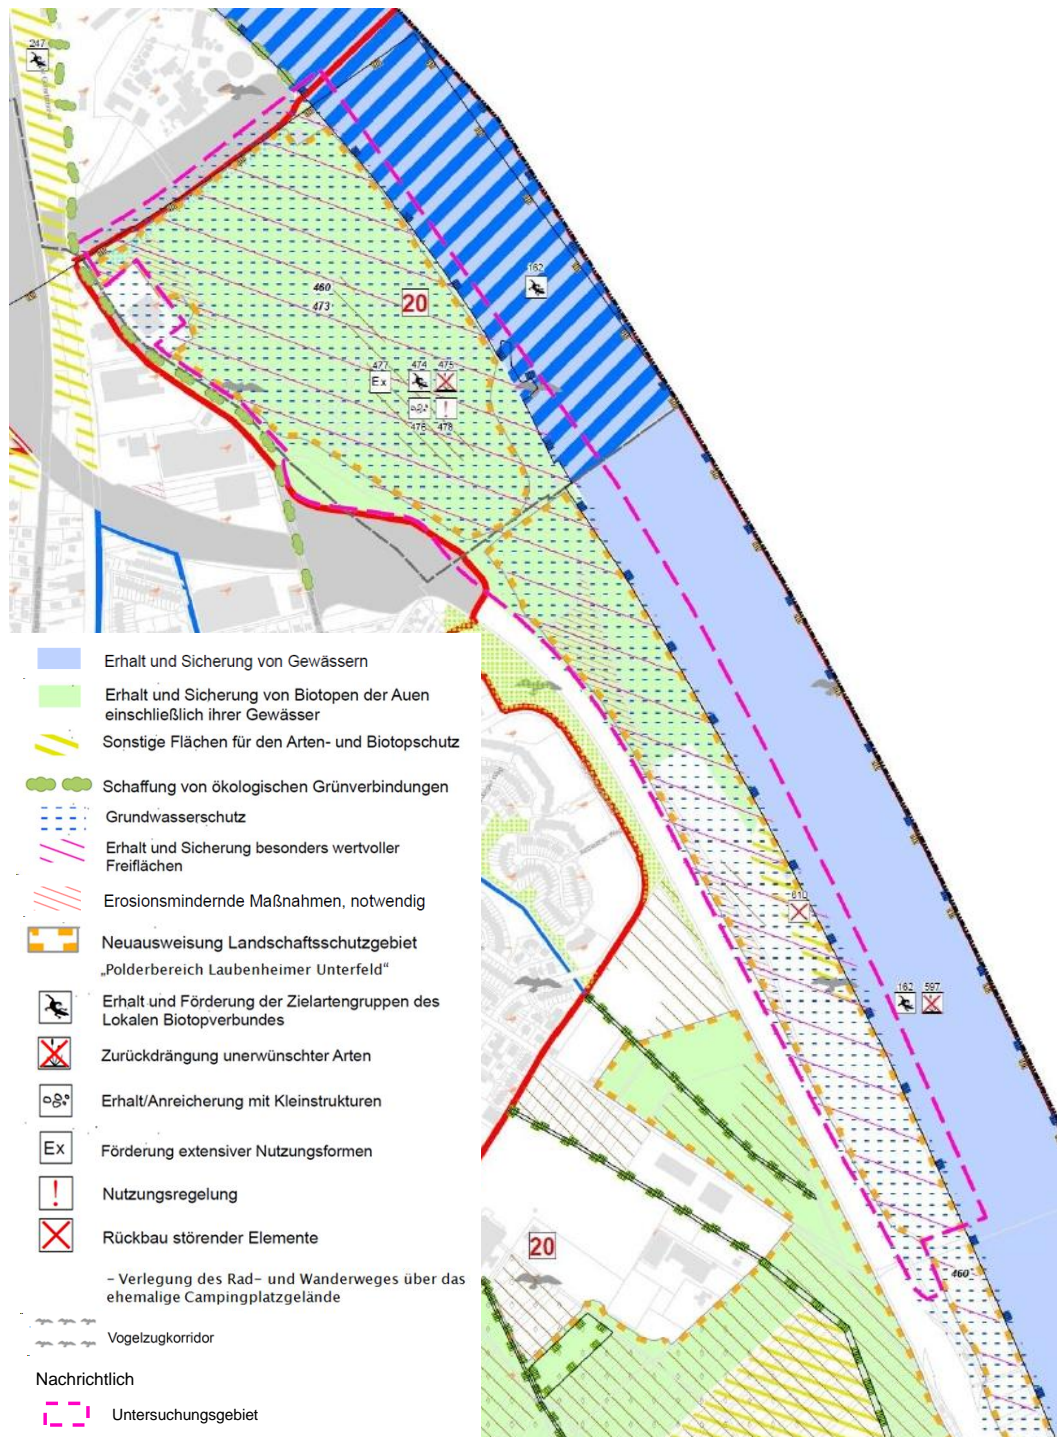 247
162
460
473
20
477
474
475
Ex
!
476
478
610
162
597
20
460
Erhalt und Sicherung von Gewässern
Erhalt und Sicherung von Biotopen der Auen
einschließlich ihrer Gewässer
Sonstige Flächen für den Arten- und Biotopschutz
Schaffung von ökologischen Grünverbindungen
Grundwasserschutz
Erhalt und Sicherung besonders wertvoller
Freiflächen
Erosionsmindernde Maßnahmen, notwendig
Neuausweisung Landschaftsschutzgebiet
„Polderbereich Laubenheimer Unterfeld“
Erhalt und Förderung der Zielartengruppen des
Lokalen Biotopverbundes
Zurückdrängung unerwünschter Arten
Erhalt/Anreicherung mit Kleinstrukturen
Ex Förderung extensiver Nutzungsformen
! Nutzungsregelung
Rückbau störender Elemente
– Verlegung des Rad- und Wanderweges über das
ehemalige Campingplatzgelände
Vogelzugkorridor
Nachrichtlich
Untersuchungsgebiet